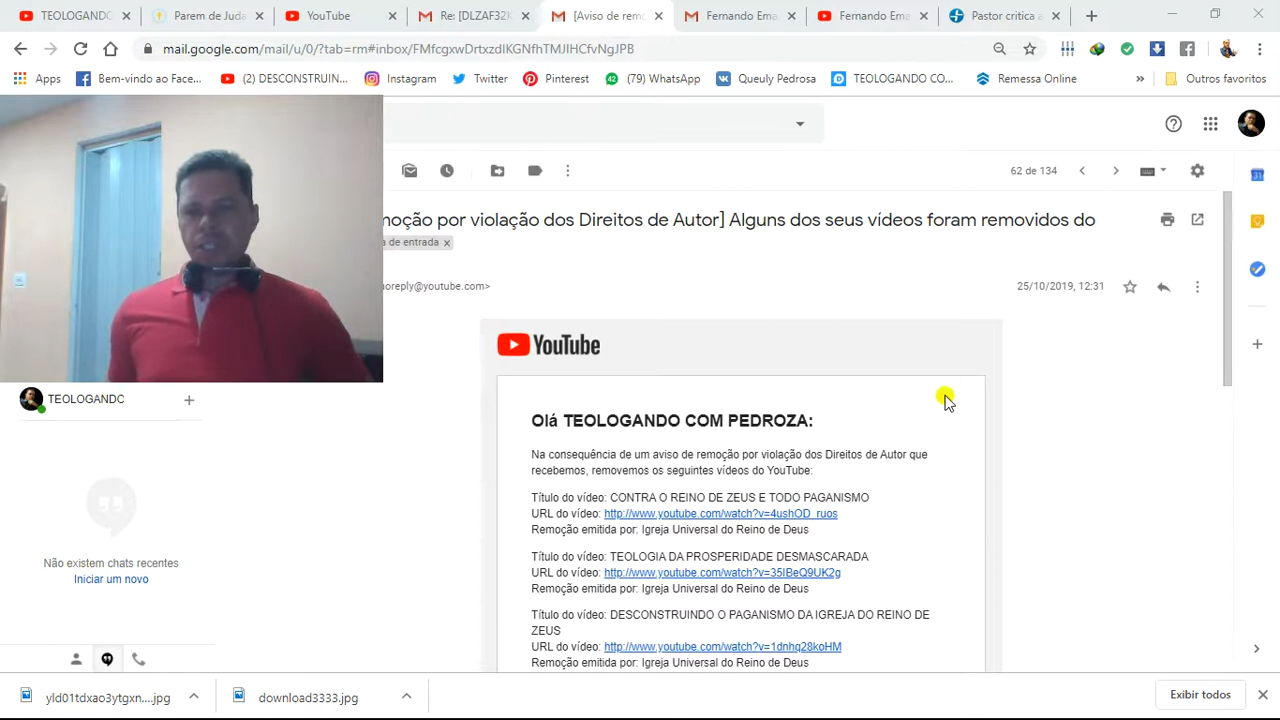 TEOLOGANDO
Parem de Juda
YouTube
Re: [DLZAF32K
[Aviso de rem
Fernando Ema
Fernando Ema
Pastor critica a
mail.google.com/mail/u/0/?tab=rm#inbox/FMfcgxwDrtxzdlKGNfhTMJIHCfvNgJPB
Apps
Bem-vindo ao Face...
(2) DESCONSTRUIN...
Instagram
Twitter
Pinterest
(79) WhatsApp
Queuly Pedrosa
TEOLOGANDO CO...
Remessa Online
»
Outros favoritos
62 de 134
moção por violação dos Direitos de Autor] Alguns dos seus vídeos foram removidos do
a de entrada x
noreply@youtube.com>
25/10/2019, 12:31
YouTube
Olá TEOLOGANDO COM PEDROZA:
Na consequência de um aviso de remoção por violação dos Direitos de Autor que
recebemos, removemos os seguintes vídeos do YouTube:
Título do vídeo: CONTRA O REINO DE ZEUS E TODO PAGANISMO
URL do vídeo: http://www.youtube.com/watch?v=4ushOD_ruos
Remoção emitida por: Igreja Universal do Reino de Deus
Título do vídeo: TEOLOGIA DA PROSPERIDADE DESMASCARADA
URL do vídeo: http://www.youtube.com/watch?v=35IBeQ9UK2g
Remoção emitida por: Igreja Universal do Reino de Deus
Título do vídeo: DESCONSTRUINDO O PAGANISMO DA IGREJA DO REINO DE
ZEUS
URL do vídeo: http://www.youtube.com/watch?v=1dnhq28koHM
Remoção emitida por: Igreja Universal do Reino de Deus
TEOLOGANDO
Não existem chats recentes
Iniciar um novo
yld01tdxao3ytgxn....jpg
download3333.jpg
Exibir todos